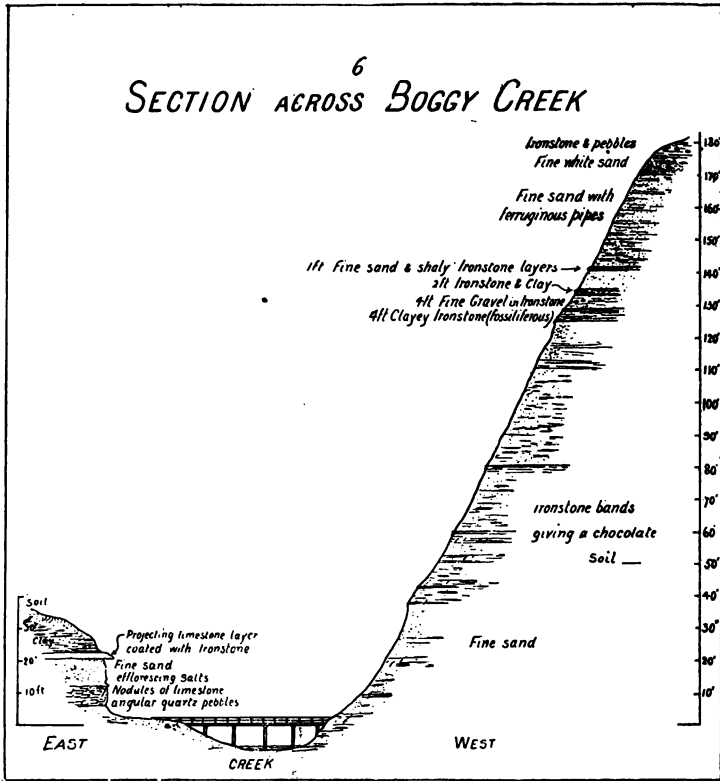 6
SECTION ACROSS BOGGY CREEK
Ironstone & pebbles
Fine white sand
Fine sand with
ferruginous pipes
1ft Fine sand & shaly Ironstone layers
2ft Ironstone & Clay
4ft Fine Gravel in Ironstone
4ft Clayey Ironstone (fossiliferous)
180'
170'
160'
150'
140'
130'
120'
110'
100'
90'
80'
70'
60'
50'
40'
30'
20'
10'
Ironstone bands
giving a chocolate
Soil
Fine sand
Soil
30'
Clay
20'
10ft
Projecting limestone layer
coated with Ironstone
Fine sand
efflorescing salts
Nodules of limestone
angular quartz pebbles
EAST
CREEK
WEST